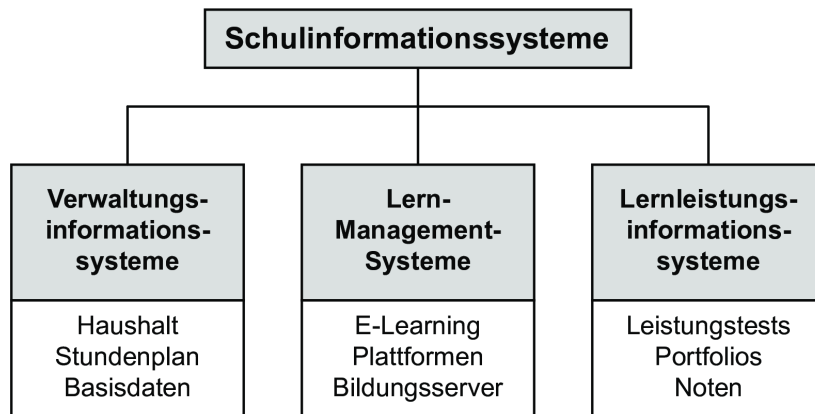 Schulinformationssysteme
Verwaltungs-
informations-
systeme
Haushalt
Stundenplan
Basisdaten
Lern-
Management-
Systeme
E-Learning
Plattformen
Bildungsserver
Lernleistungs-
informations-
systeme
Leistungstests
Portfolios
Noten